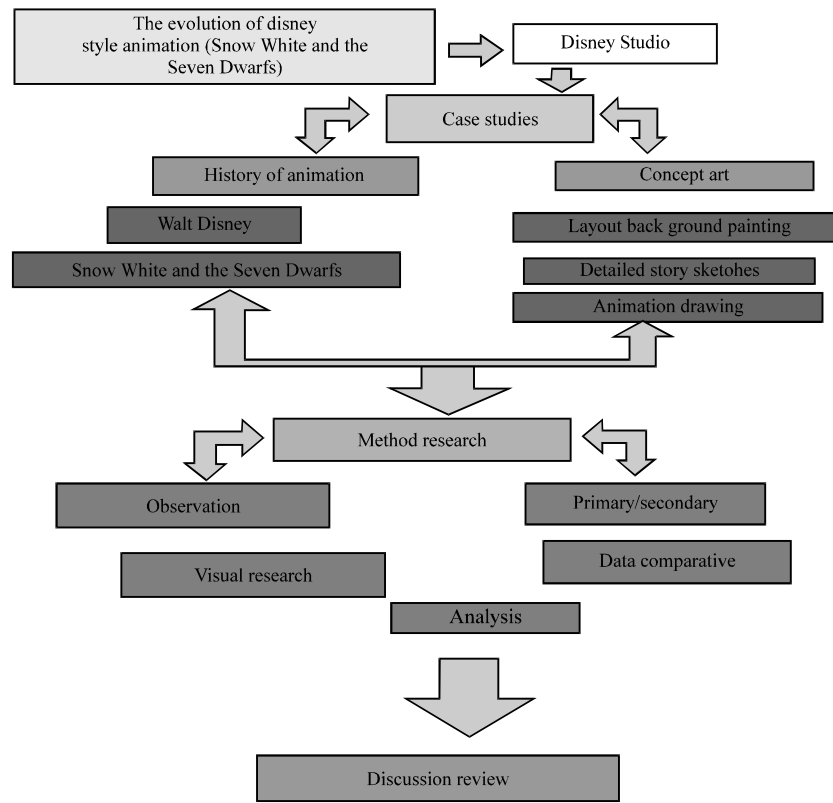 The evolution of disney
style animation (Snow White and the
Seven Dwarfs)
Disney Studio
Case studies
History of animation
Concept art
Walt Disney
Layout back ground painting
Snow White and the Seven Dwarfs
Detailed story sketohes
Animation drawing
Method research
Observation
Primary/secondary
Visual research
Data comparative
Analysis
Discussion review